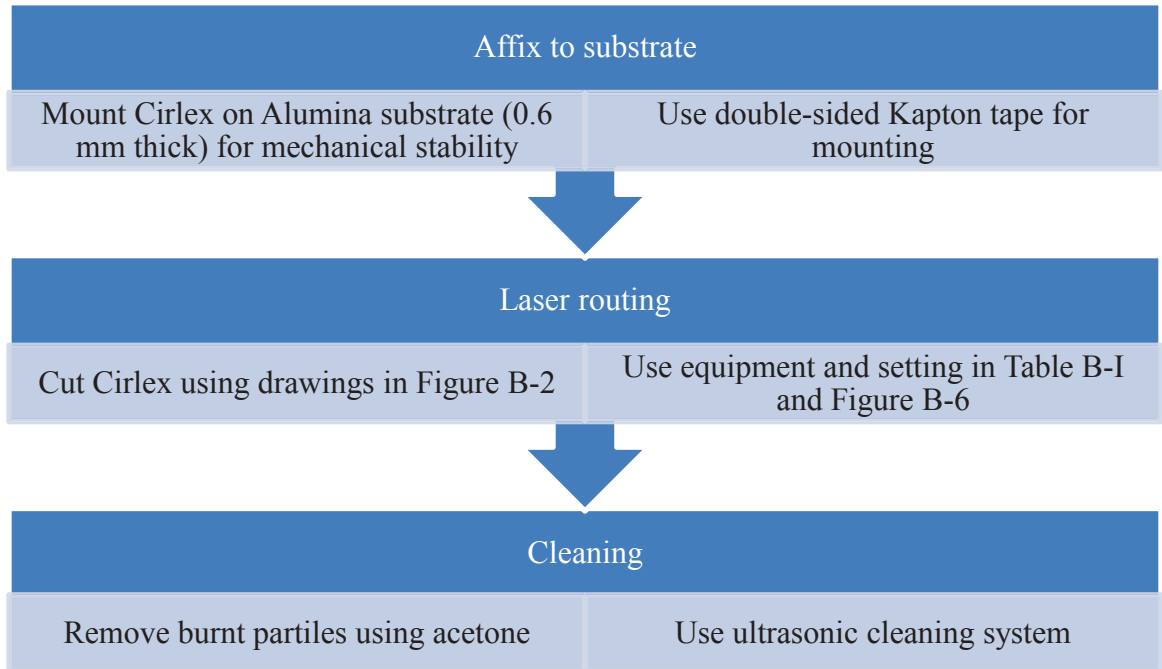 Affix to substrate
Mount Cirlex on Alumina substrate (0.6
mm thick) for mechanical stability
Use double-sided Kapton tape for
mounting
Laser routing
Cut Cirlex using drawings in Figure B-2
Use equipment and setting in Table B-I
and Figure B-6
Cleaning
Remove burnt partiles using acetone
Use ultrasonic cleaning system